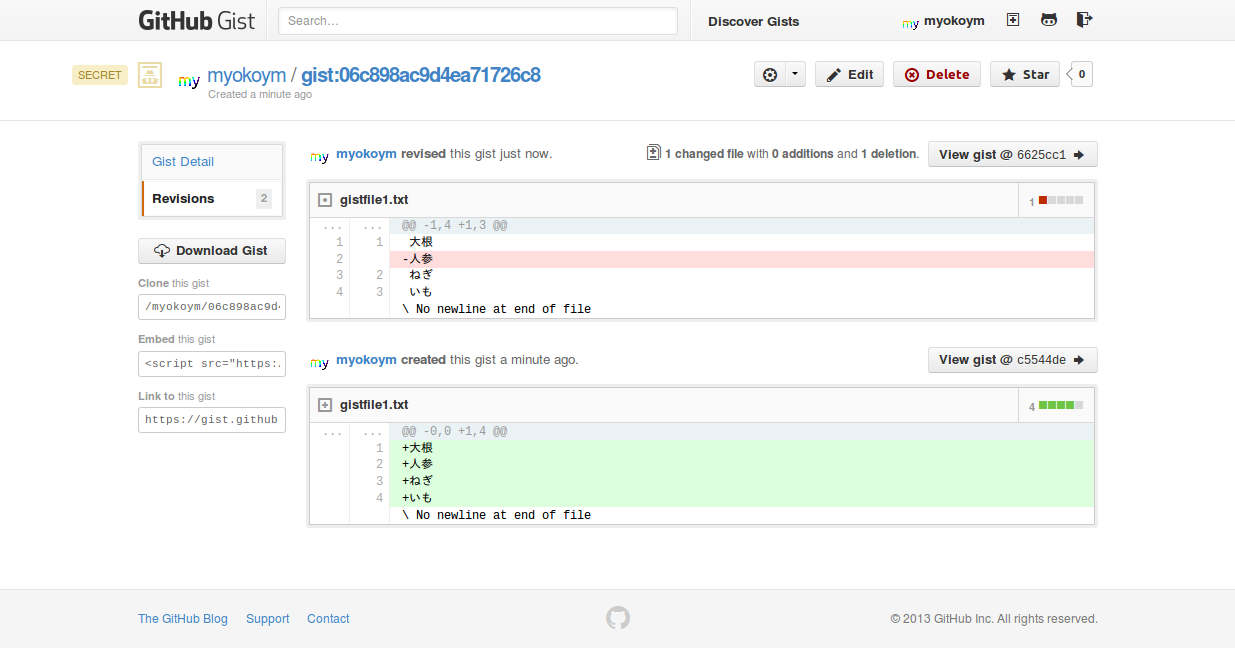 GitHub Gist
Search…
Discover Gists
my myokoym
SECRET
my myokoym / gist:06c898ac9d4ea71726c8
Created a minute ago
Edit
Delete
Star
0
Gist Detail
Revisions 2
Download Gist
Clone this gist
/myokoym/06c898ac9d4
Embed this gist
<script src="https:.
Link to this gist
https://gist.github
my myokoym revised this gist just now.
1 changed file with 0 additions and 1 deletion.
View gist @ 6625cc1
gistfile1.txt
1
... ... @@ -1,4 +1,3 @@
1 1 大根
2 -人参
3 2 ねぎ
4 3 いも
\ No newline at end of file
my myokoym created this gist a minute ago.
View gist @ c5544de
gistfile1.txt
4
... ... @@ -0,0 +1,4 @@
1 +大根
2 +人参
3 +ねぎ
4 +いも
\ No newline at end of file
The GitHub Blog Support Contact
© 2013 GitHub Inc. All rights reserved.